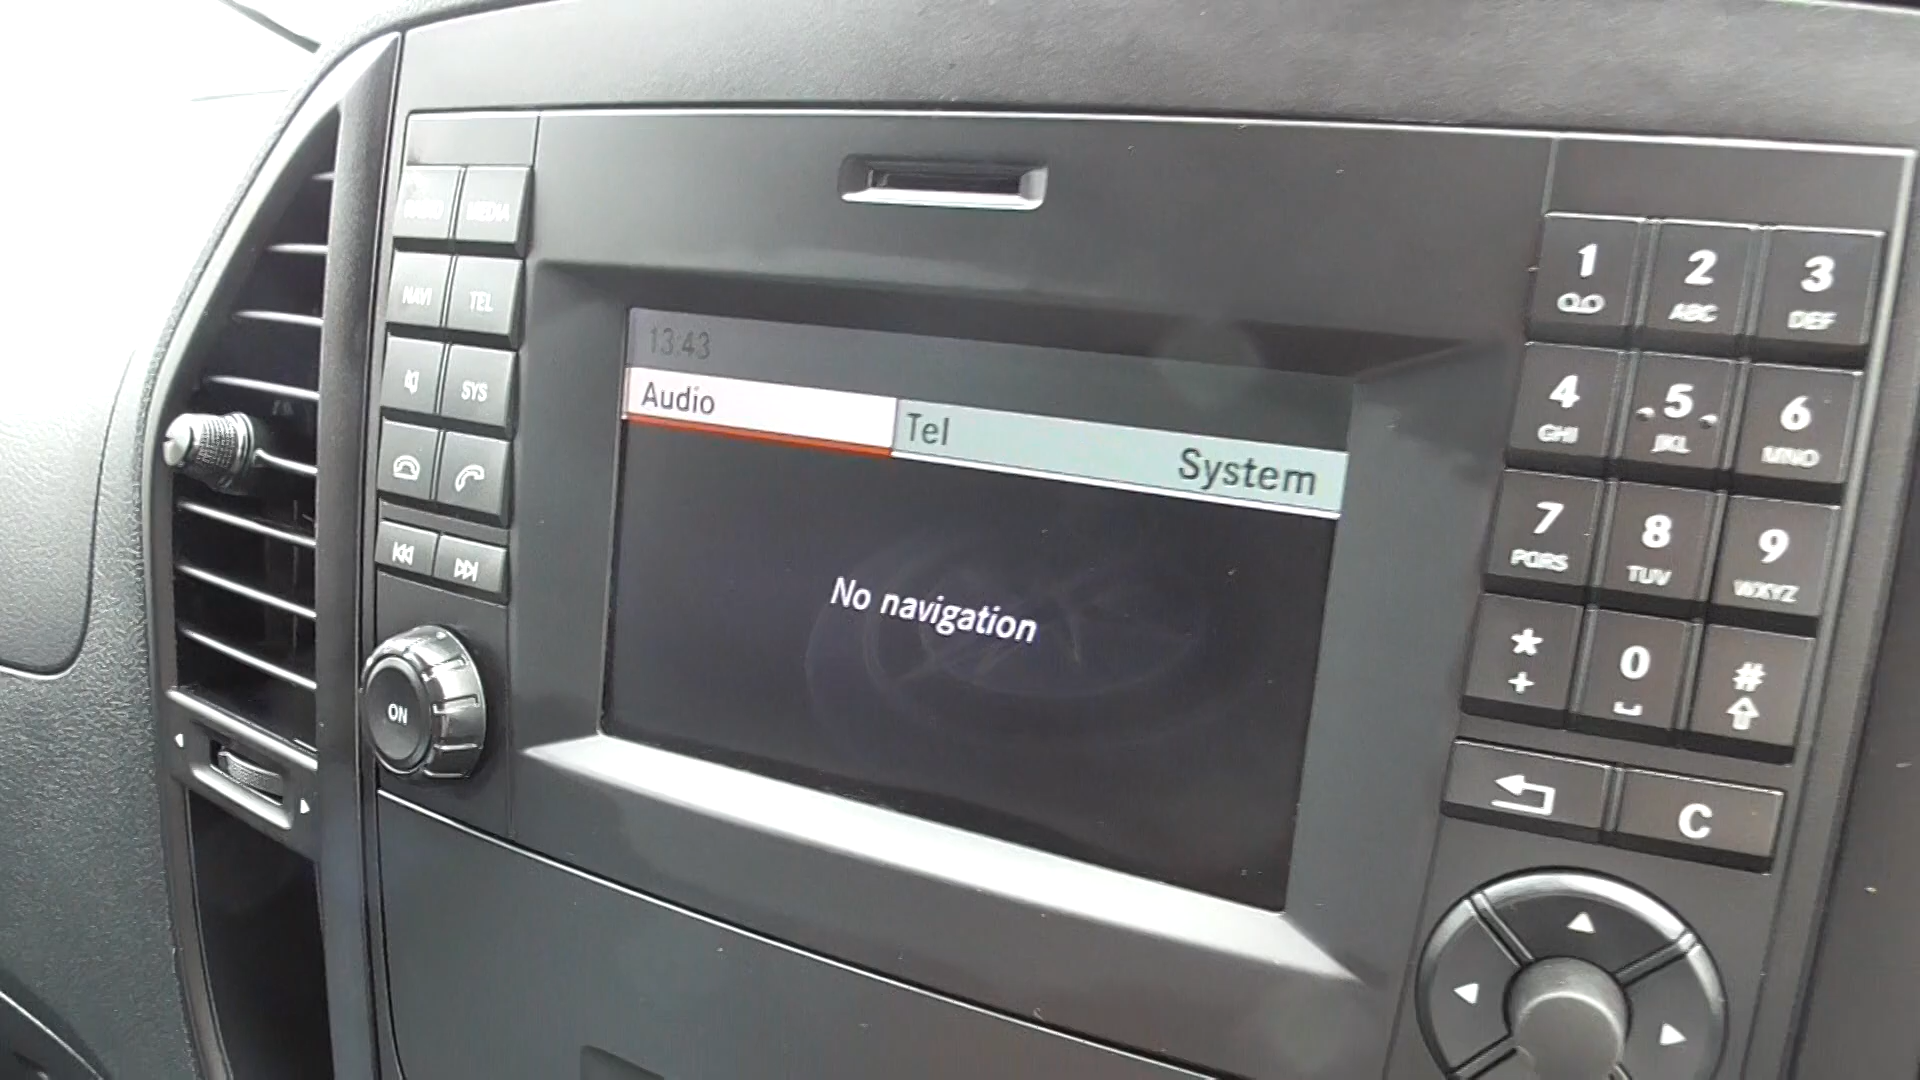 RADIO MEDIA
NAVI TEL
SYS
ON
13:43
Audio Tel System
No navigation
1 2 ABC 3 DEF
4 GHI 5 JKL 6 MNO
7 PQRS 8 TUV 9 WXYZ
* + 0 #
C